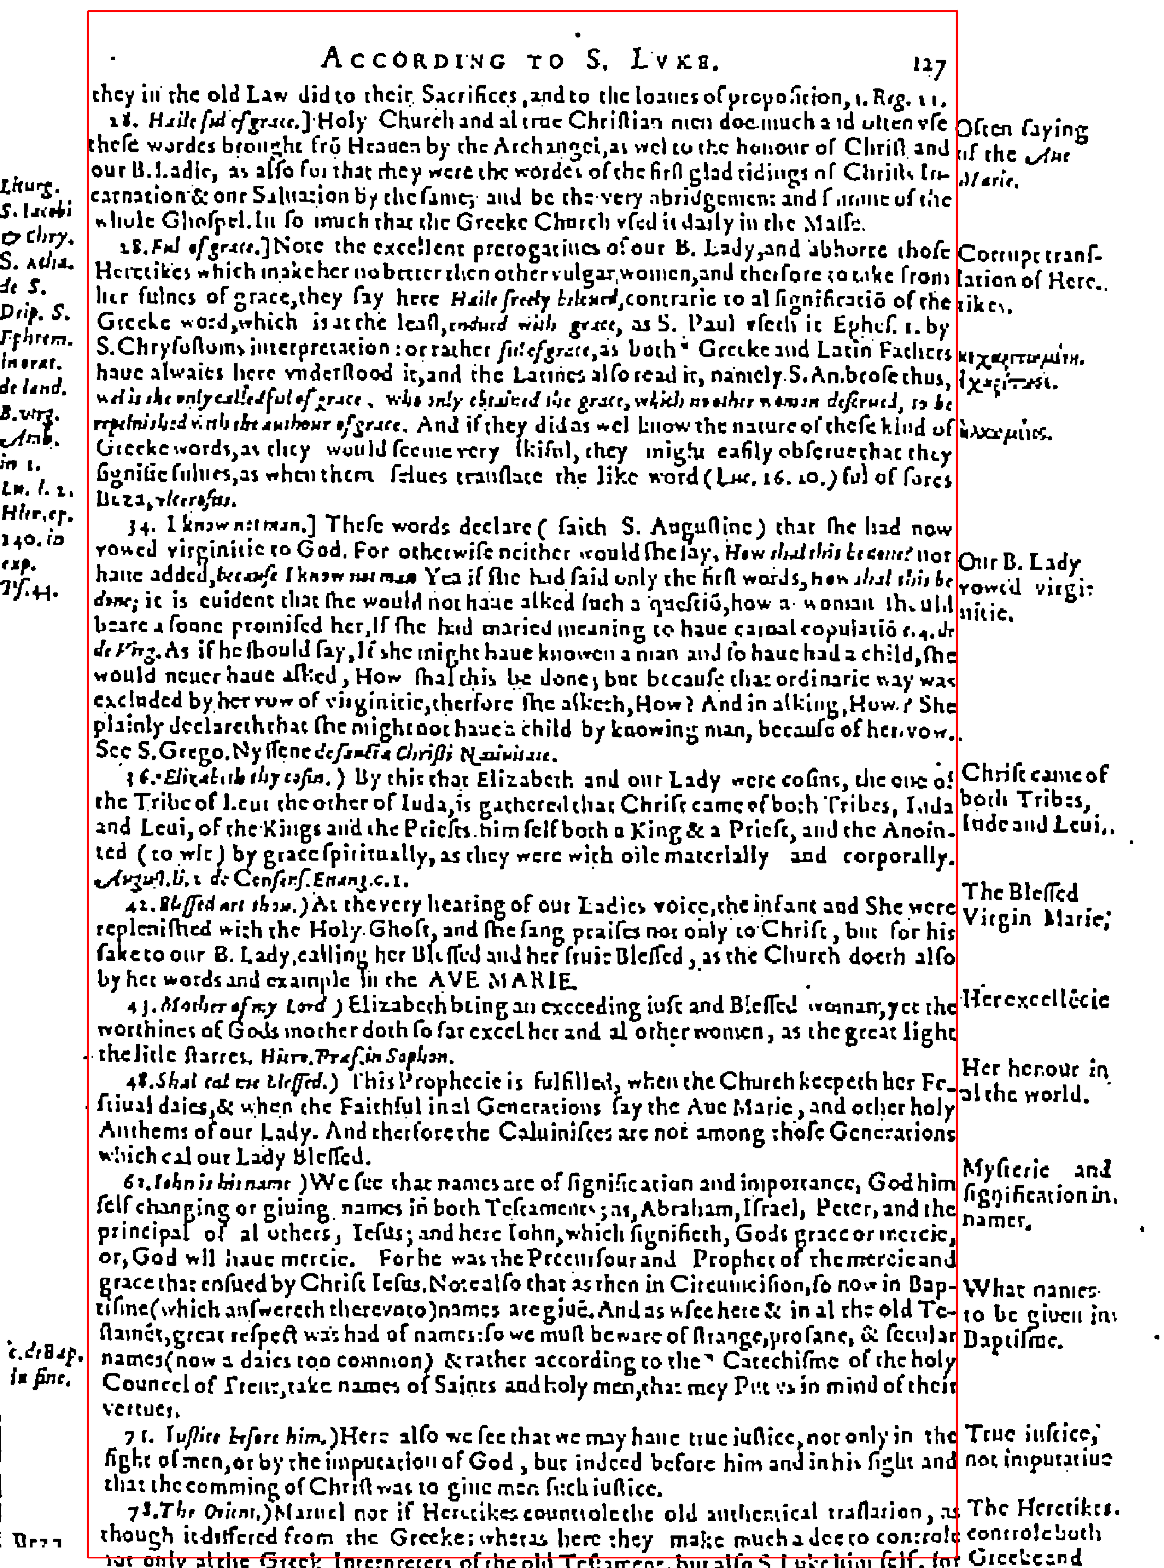 ACCORDING TO S. LVKE. 127
they in the old Law did to their Sacrifices, and to the loaues of proposition, 1. Reg. 21.
28. Haile ful of grace.] Holy Church and al true Chriſtian men doe much and often vſe
theſe wordes brought frõ Heauen by the Archangel, as wel to the honour of Chriſt and
our B. Ladie, as alſo for that they were the wordes of the firſt glad tidings of Chriſts In-
carnation & our Saluation by the ſame; and be the very abridgement and ſumme of the
whole Ghoſpel. In ſo much that the Greeke Church vſed it daily in the Maſſe.
28. Ful of grace.] Note the excellent prerogatiues of our B. Lady, and abhorre thoſe
Heretikes which make her no better then other vulgar women, and therfore to take from
her fulnes of grace, they ſay here Haile freely beloued, contrarie to al ſignificatiõ of the
Greeke word, which is at the leaſt, endued with grace, as S. Paul vſeth it Epheſ. 1. by
S. Chryſoſtoms interpretation: or rather ful of grace, as both " Greeke and Latin Fathers
haue alwaies here vnderſtood it, and the Latines alſo read it, namely S. Ambroſe thus,
wel is she only called ful of grace, who only obtained the grace, which no other woman deſerued, to be
replenished with the authour of grace. And if they did as wel know the nature of theſe kind of
Greeke words, as they would ſeeme very ſkilful, they might eaſily obſerue that they
ſignifie fulnes, as when them ſelues tranſlate the like word (Luc. 16. 20.) ful of ſores
Beza, vlceroſus.
34. I know not man.] Theſe words declare (ſaith S. Auguſtine) that ſhe had now
vowed virginitie to God. For otherwiſe neither would ſhe ſay, How shal this be done? nor
haue added, becauſe I know not man Yea if ſhe had ſaid only the firſt words, how shal this be
done; it is euident that ſhe would not haue aſked ſuch a queſtiõ, how a woman ſhould
beare a ſonne promiſed her, If ſhe had maried meaning to haue carnal copulatiõ c. 4. de
de Virg. As if he ſhould ſay, If she might haue knowen a man and ſo haue had a child, ſhe
would neuer haue aſked, How ſhal this be done; but becauſe that ordinarie way was
excluded by her vow of virginitie, therfore ſhe aſketh, How? And in aſking, How? She
plainly declareth that ſhe might not haue a child by knowing man, becauſe of her vow.
See S. Grego. Nyſſene de ſancta Chriſti Natiuitate.
36. Elizabeth thy coſin.) By this that Elizabeth and our Lady were coſins, the one of
the Tribe of Leui the other of Iuda, is gathered that Chriſt came of both Tribes, Iuda
and Leui, of the Kings and the Prieſts. him ſelf both a King & a Prieſt, and the Anoin-
ted (to wit) by grace ſpiritually, as they were with oile materially and corporally.
Auguſt. li. 2 de Conſenſ. Euang. c. 1.
42. Bleſſed art thou.) At the very hearing of our Ladies voice, the infant and She were
repleniſhed with the Holy Ghoſt, and ſhe ſang praiſes not only to Chriſt, but for his
ſake to our B. Lady, calling her Bleſſed and her fruit Bleſſed, as the Church doeth alſo
by her words and example in the AVE MARIE.
43. Mother of my Lord) Elizabeth being an exceeding iuſt and Bleſſed woman, yet the
worthines of Gods mother doth ſo far excel her and al other women, as the great light
the litle ſtarres. Hiero. Præf. in Sophon.
48. Shal cal me bleſſed.) This Prophecie is fulfilled, when the Church keepeth her Fe-
ſtiual daies, & when the Faithful in al Generations ſay the Aue Marie, and other holy
Anthems of our Lady. And therfore the Caluiniſtes are not among thoſe Generations
which cal our Lady Bleſſed.
63. Iohn is his name) We ſee that names are of ſignification and importance, God him
ſelf changing or giuing names in both Teſtaments; as, Abraham, Iſrael, Peter, and the
principal of al others, Ieſus; and here Iohn, which ſignifieth, Gods grace or mercie,
or, God wil haue mercie. For he was the Precurſour and Prophet of the mercie and
grace that enſued by Chriſt Ieſus. Note alſo that as then in Circumciſion, ſo now in Bap-
tiſme (which anſwereth therevnto) names are giuẽ. And as wſee here & in al the old Te-
ſtamẽt, great reſpect was had of names: ſo we muſt beware of ſtrange, profane, & ſecular
names (now a daies too common) & rather according to the " Catechiſme of the holy
Councel of Trent, take names of Saints and holy men, that mey Put vs in mind of their
vertues.
75. Iuſtice before him.) Here alſo we ſee that we may haue true iuſtice, not only in the
ſight of men, or by the imputation of God, but indeed before him and in his ſight and
that the comming of Chriſt was to giue men ſuch iuſtice.
78. The Orient.) Maruel not if Heretikes countrole the old authentical traſlation, as
though it differed from the Greeke: wheras here they make much adee to controle
not only al the Greek Interpreters of the old Teſtament, but alſo S. Luke him ſelf, for
Liturg.
S. Iacobi
& chry.
S. Atha.
de S.
Deip. S.
Ephrem.
in orat.
de laud.
B. virg.
Amb.
in 1.
Lu. l. 2.
Hier. ep.
140. in
exp.
Pſ. 44.
c. de Bap.
in fine.
Beza
Often ſaying
of the Aue
Marie.
Corrupt tranſ-
lation of Here-
tikes.
κεχαριτωμένη.
ἐχαρίτωσε.
ἡλκωμένος.
Our B. Lady
vowed virgi-
nitie.
Chriſt came of
both Tribes,
Iude and Leui.
The Bleſſed
Virgin Marie,
Her excellẽcie
Her honour in
al the world.
Myſterie and
ſignification in
names.
What names
to be giuen in
Baptiſme.
True iuſtice,
not imputatiue
The Heretikes
controle both
Greeke and